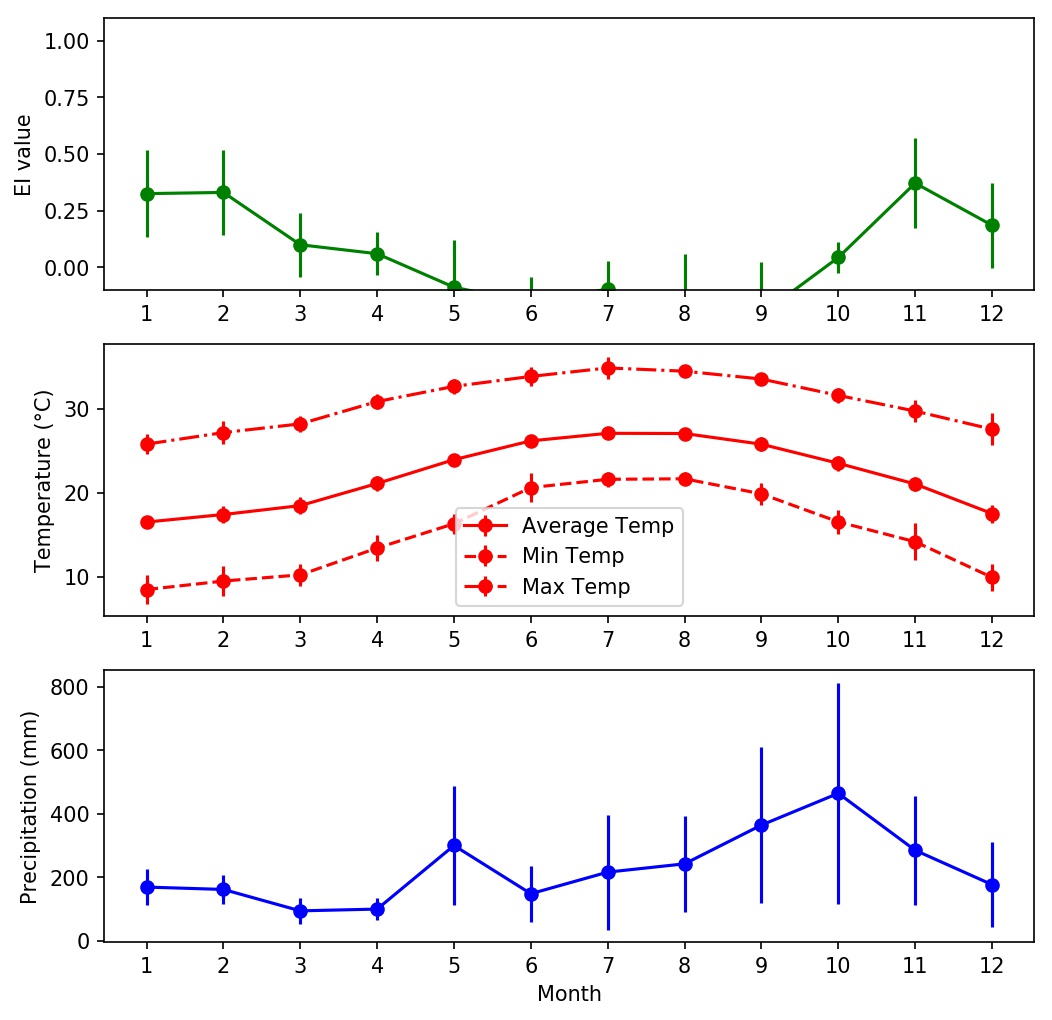 EI value
1.00
0.75
0.50
0.25
0.00
1 2 3 4 5 6 7 8 9 10 11 12
Temperature (°C)
30
20
10
Average Temp
Min Temp
Max Temp
1 2 3 4 5 6 7 8 9 10 11 12
Precipitation (mm)
800
600
400
200
0
1 2 3 4 5 6 7 8 9 10 11 12
Month